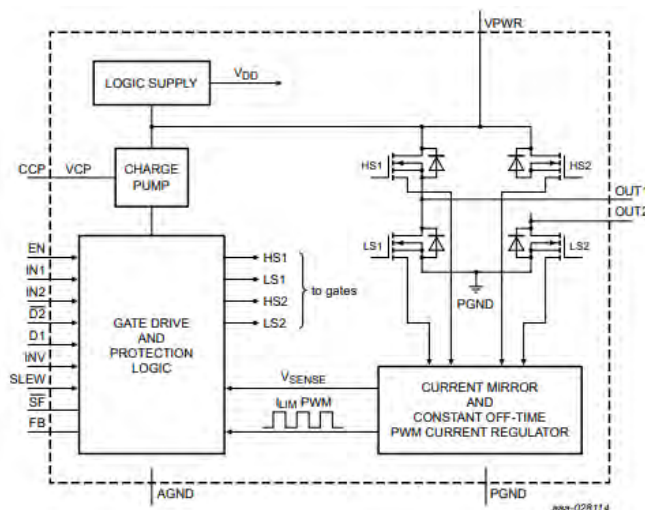 VPWR
LOGIC SUPPLY
VDD
CCP
VCP
CHARGE
PUMP
HS1
HS2
OUT1
OUT2
LS1
LS2
PGND
EN
IN1
IN2
D2
D1
INV
SLEW
SF
FB
GATE DRIVE
AND
PROTECTION
LOGIC
HS1
LS1
HS2
LS2
to gates
VSENSE
ILIM PWM
CURRENT MIRROR
AND
CONSTANT OFF-TIME
PWM CURRENT REGULATOR
AGND
PGND
aaa-028114